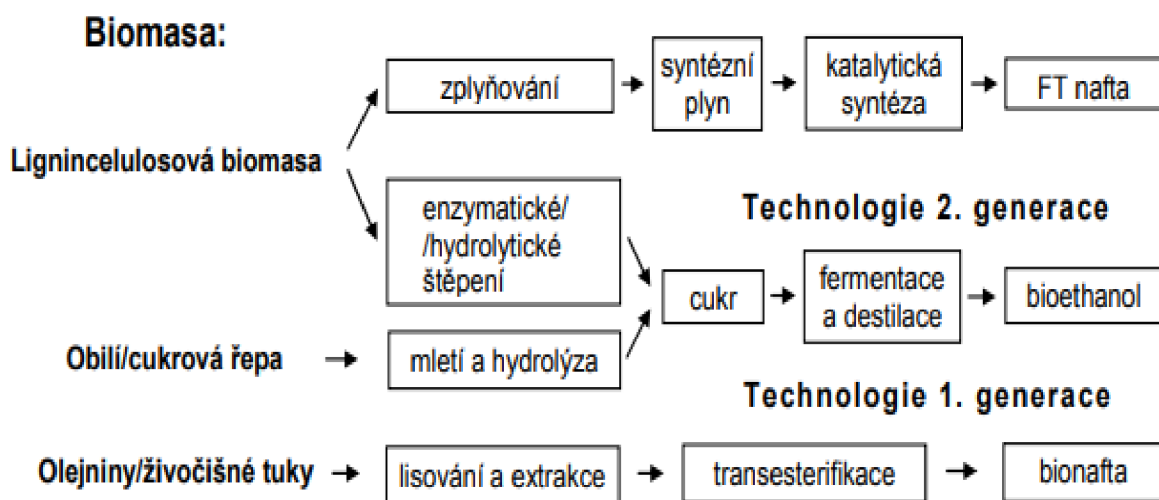 Biomasa:
zplyňování
syntézní
plyn
katalytická
syntéza
FT nafta
Lignincelulosová biomasa
enzymatické/
/hydrolytické
štěpení
Technologie 2. generace
cukr
fermentace
a destilace
bioethanol
Obilí/cukrová řepa
mletí a hydrolýza
Technologie 1. generace
Olejniny/živočišné tuky
lisování a extrakce
transesterifikace
bionafta